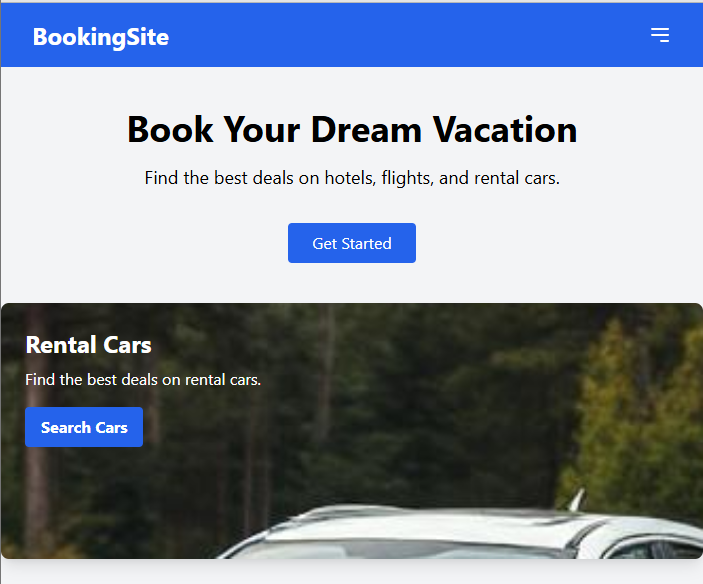 BookingSite
Book Your Dream Vacation
Find the best deals on hotels, flights, and rental cars.
Get Started
Rental Cars
Find the best deals on rental cars.
Search Cars